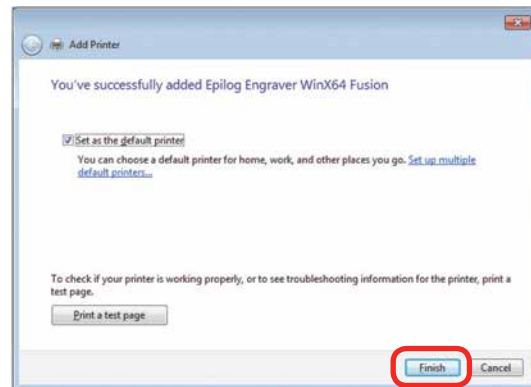 Add Printer
You've successfully added Epilog Engraver WinX64 Fusion
Set as the default printer
You can choose a default printer for home, work, and other places you go. Set up multiple
default printers...
To check if your printer is working properly, or to see troubleshooting information for the printer, print a
test page.
Print a test page
Finish Cancel